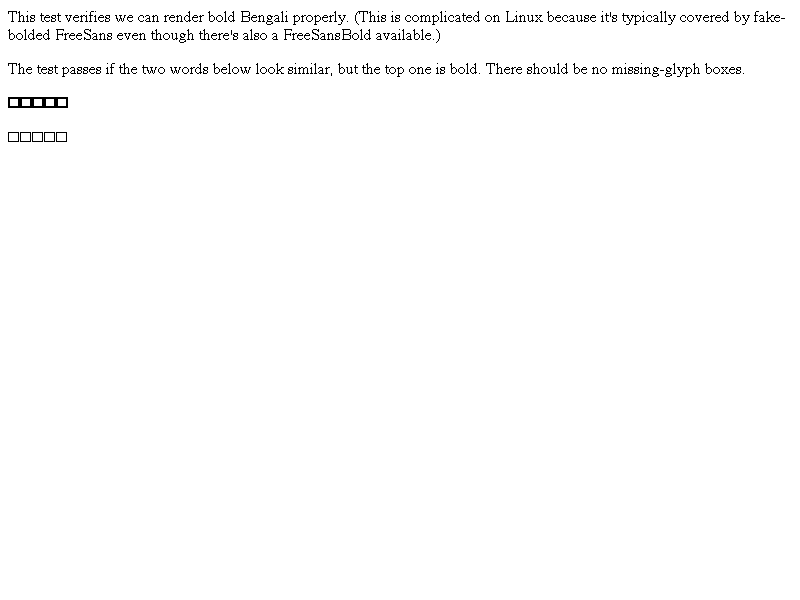 This test verifies we can render bold Bengali properly. (This is complicated on Linux because it's typically covered by fake-
bolded FreeSans even though there's also a FreeSansBold available.)
The test passes if the two words below look similar, but the top one is bold. There should be no missing-glyph boxes.